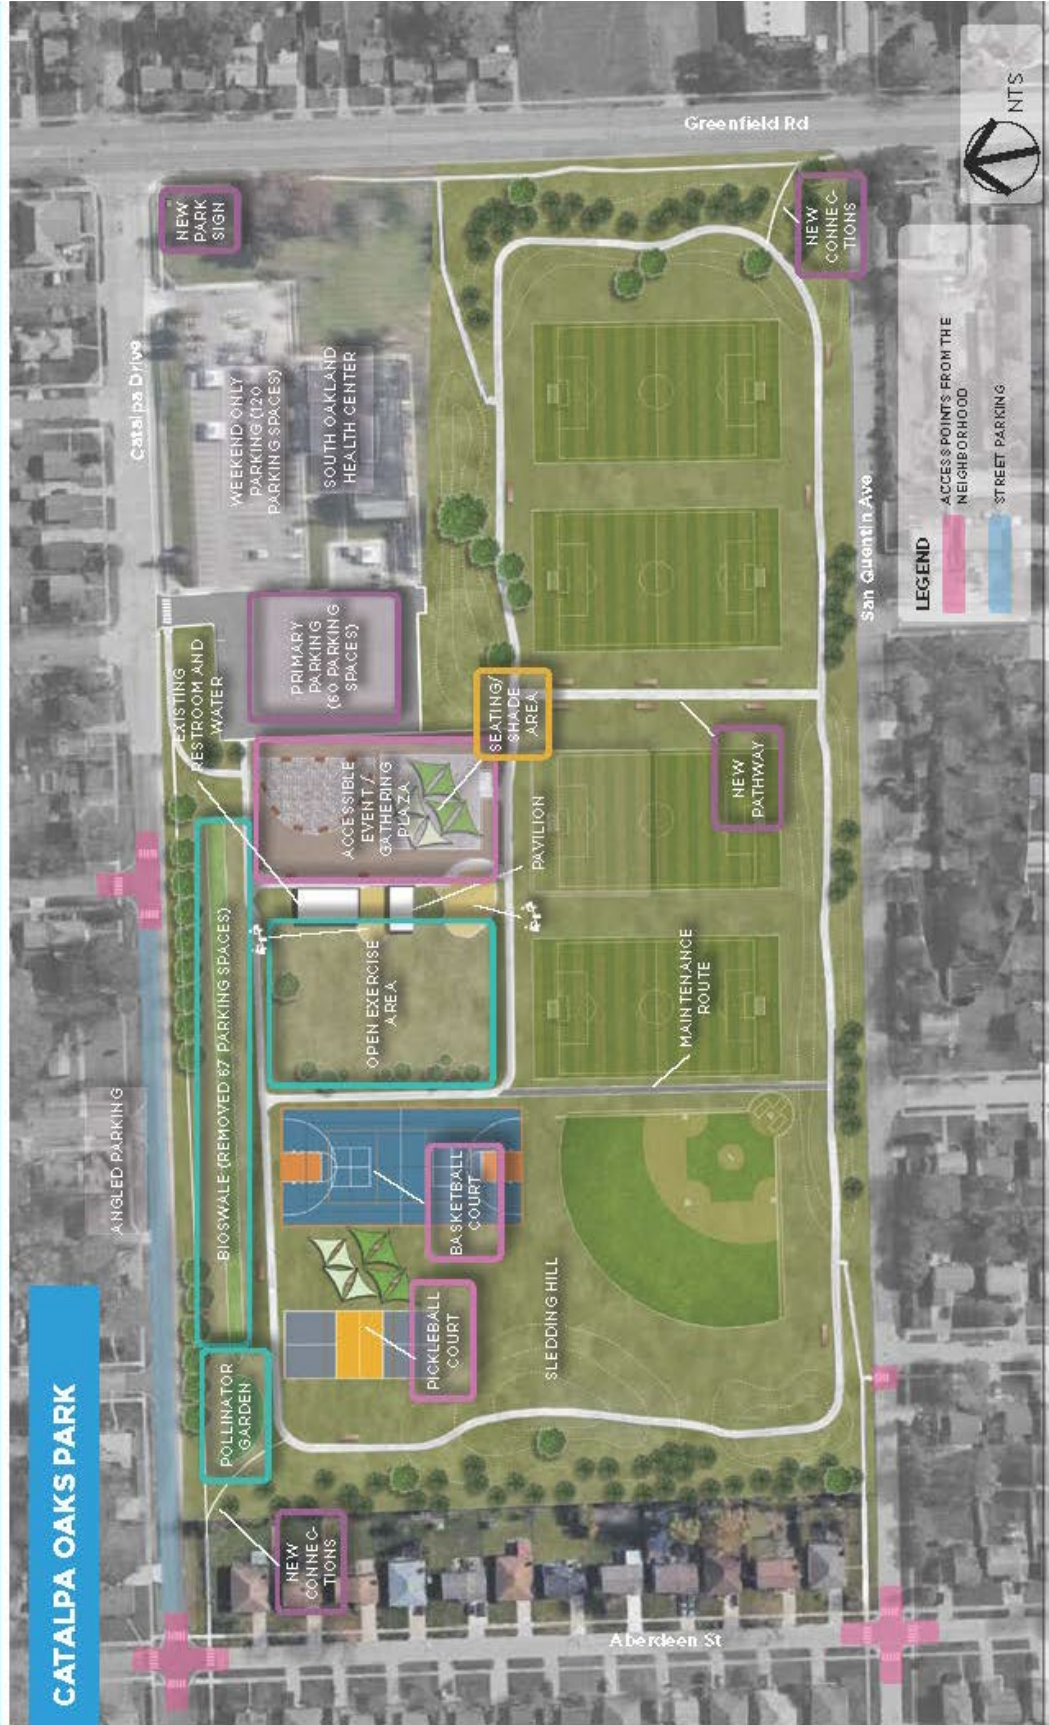 CATALPA OAKS PARK
ANGLED PARKING
Catalpa Drive
NEW
PARK
SIGN
WEEKEND ONLY
PARKING (120
PARKING SPACES)
SOUTH OAKLAND
HEALTH CENTER
PRIMARY
PARKING
(60 PARKING
SPACES)
EXISTING
RESTROOM AND
WATER
POLLINATOR
GARDEN
BIOSWALE (REMOVED 67 PARKING SPACES)
NEW
CONNEC-
TIONS
OPEN EXERCISE
AREA
ACCESSIBLE
EVENT /
GATHERING
PLAZA
SEATING/
SHADE
AREA
PAVILION
PICKLEBALL
COURT
BASKETBALL
COURT
SLEDDING HILL
MAINTENANCE
ROUTE
NEW
PATHWAY
NEW
CONNEC-
TIONS
Greenfield Rd
Aberdeen St
San Quentin Ave
LEGEND
ACCESS POINTS FROM THE
NEIGHBORHOOD
STREET PARKING
NTS